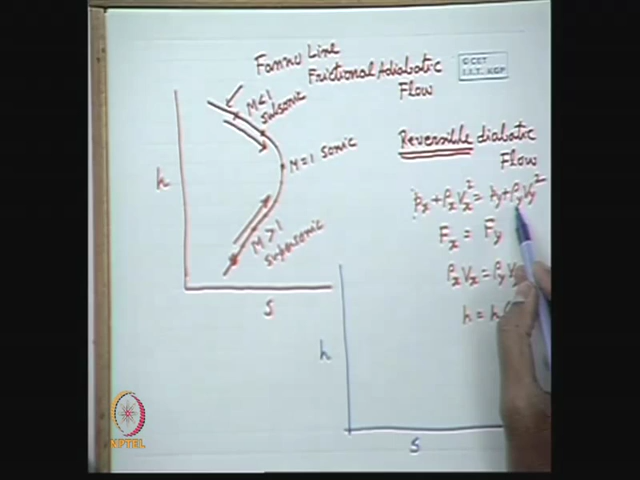 Fanno Line
Frictional Adiabatic
Flow
© CET
I.I.T. KGP
M<1
subsonic
M=1 sonic
M>1
supersonic
h
s
Reversible diabatic
Flow
px + ρxVx² = py + ρyVy²
Fx = Fy
ρxVx = ρyV
h = h(
h
s
NPTEL